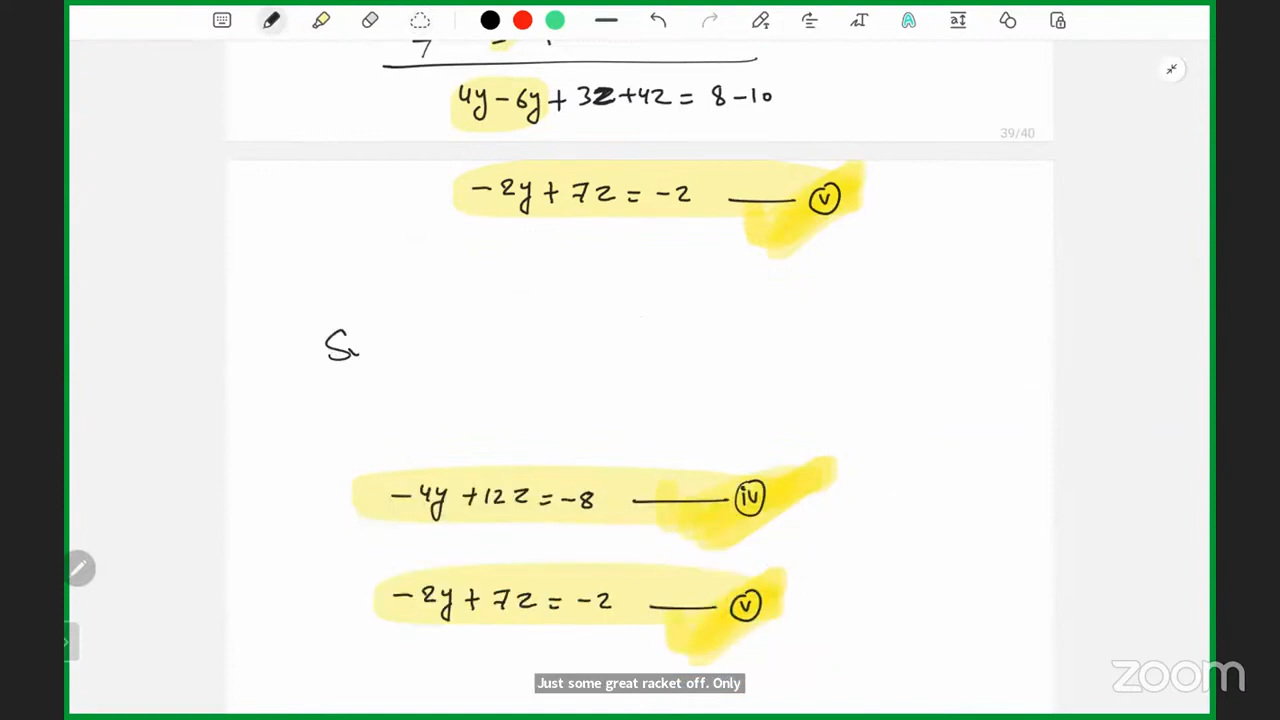 4y - 6y + 3z + 4z = 8 - 10
39/40
- 2y + 7z = -2 —— (v)
- 4y + 12z = -8 —— (iv)
- 2y + 7z = -2 —— (v)
Just some great racket off. Only
zoom